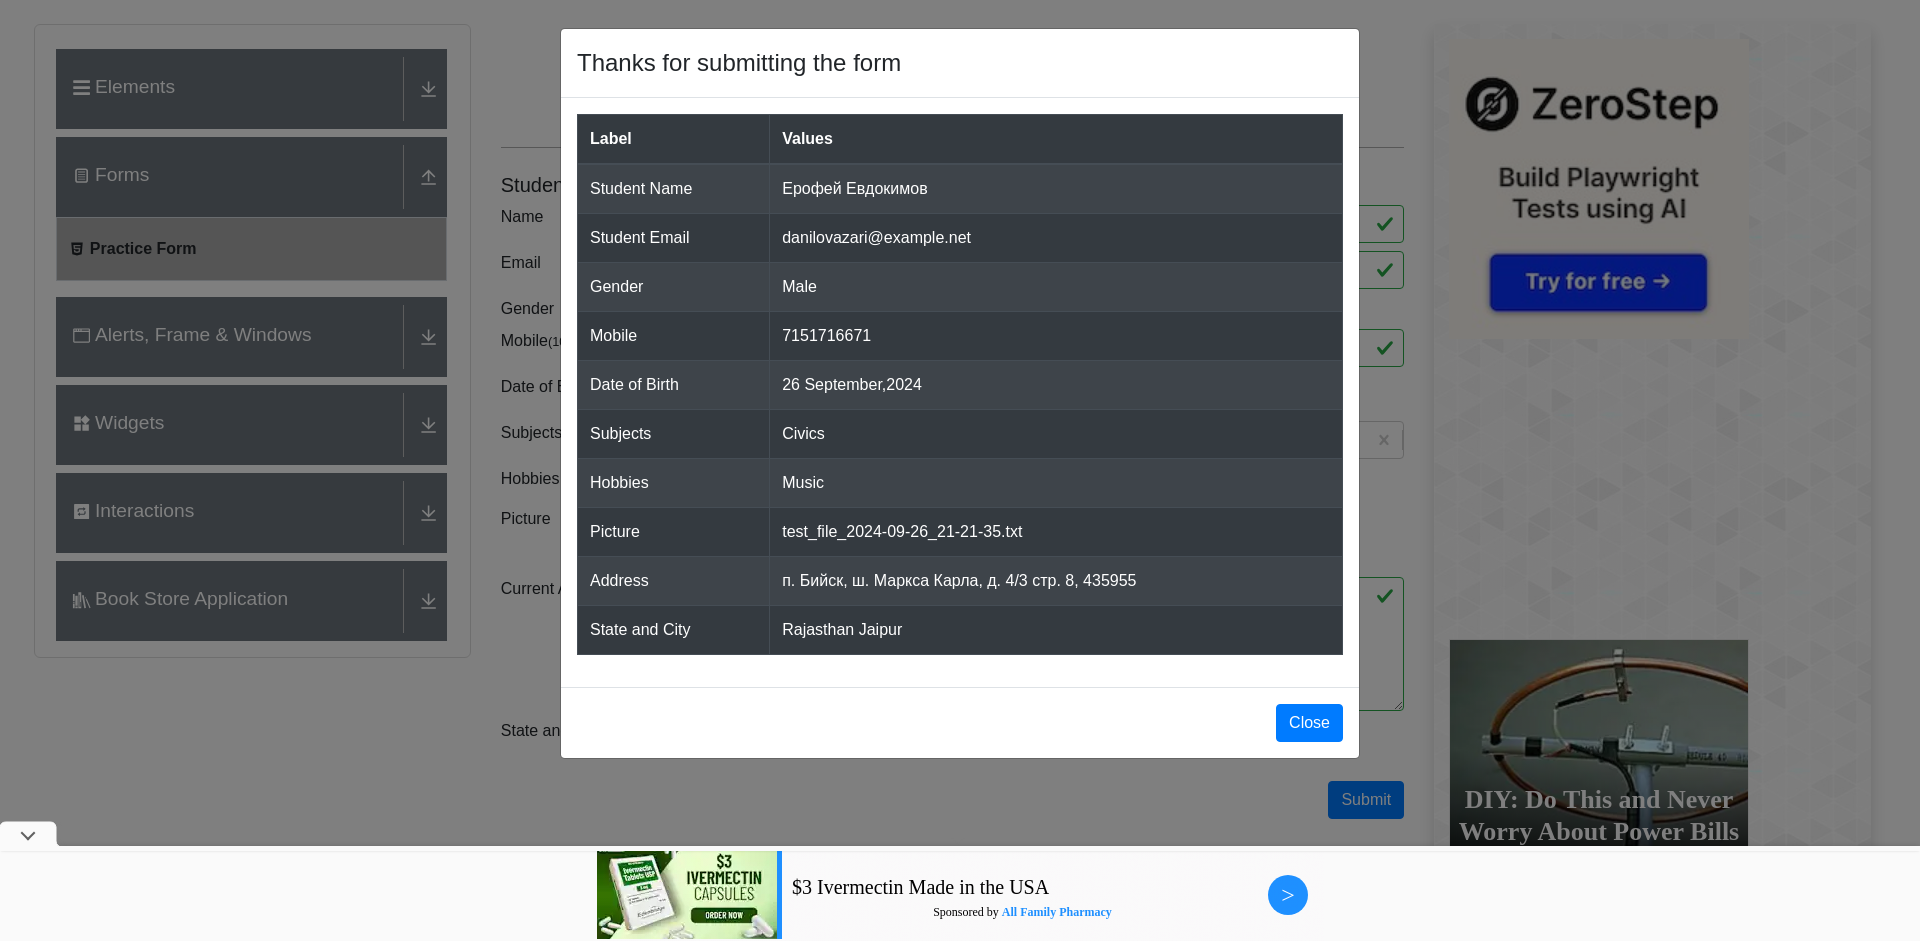 Elements
Forms
Practice Form
Alerts, Frame & Windows
Widgets
Interactions
Book Store Application
Studen
Name
Email
Gender
Mobile(10
Date of B
Subjects
Hobbies
Picture
Current A
State an
Submit
Thanks for submitting the form
Label Values
Student Name Ерофей Евдокимов
Student Email danilovazari@example.net
Gender Male
Mobile 7151716671
Date of Birth 26 September,2024
Subjects Civics
Hobbies Music
Picture test_file_2024-09-26_21-21-35.txt
Address п. Бийск, ш. Маркса Карла, д. 4/3 стр. 8, 435955
State and City Rajasthan Jaipur
Close
ZeroStep
Build Playwright
Tests using AI
Try for free →
DIY: Do This and Never
Worry About Power Bills
$3
IVERMECTIN
CAPSULES
ORDER NOW
Ivermectin
Tablets USP
$3 Ivermectin Made in the USA
Sponsored by All Family Pharmacy
>